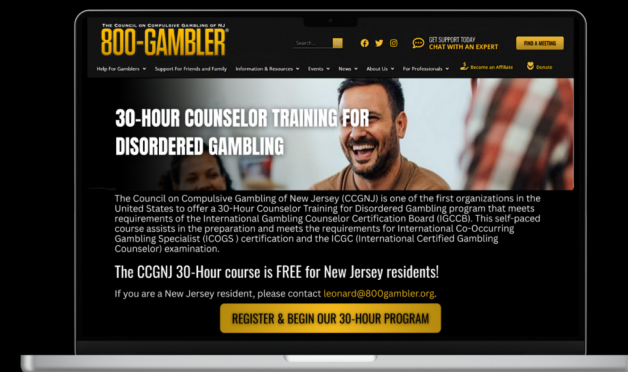 THE COUNCIL ON COMPULSIVE GAMBLING OF NJ
800-GAMBLER®
Search...
GET SUPPORT TODAY
CHAT WITH AN EXPERT
FIND A MEETING
Help For Gamblers
Support For Friends and Family
Information & Resources
Events
News
About Us
For Professionals
Become an Affiliate
Donate
30-HOUR COUNSELOR TRAINING FOR
DISORDERED GAMBLING
The Council on Compulsive Gambling of New Jersey (CCGNJ) is one of the first organizations in the
United States to offer a 30-Hour Counselor Training for Disordered Gambling program that meets
requirements of the International Gambling Counselor Certification Board (IGCCB). This self-paced
course assists in the preparation and meets the requirements for International Co-Occurring
Gambling Specialist (ICOGS ) certification and the ICGC (International Certified Gambling
Counselor) examination.
The CCGNJ 30-Hour course is FREE for New Jersey residents!
If you are a New Jersey resident, please contact leonard@800gambler.org.
REGISTER & BEGIN OUR 30-HOUR PROGRAM